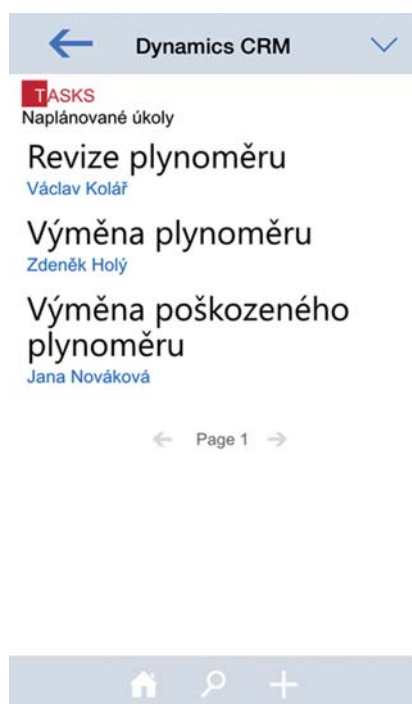 Dynamics CRM
TASKS
Naplánované úkoly
Revize plynoměru
Václav Kolář
Výměna plynoměru
Zdeněk Holý
Výměna poškozeného
plynoměru
Jana Nováková
Page 1